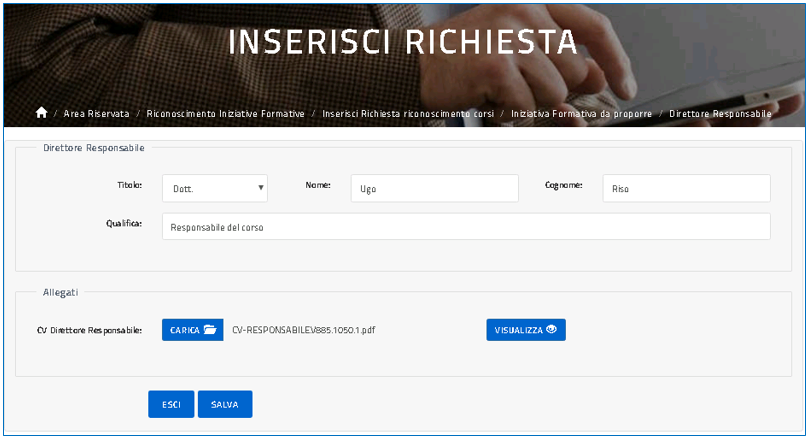 INSERISCI RICHIESTA
/ Area Riservata / Riconoscimento Iniziative Formative / Inserisci Richiesta riconoscimento corsi / Iniziativa Formativa da proporre / Direttore Responsabile
Direttore Responsabile
Titolo: Dott. Nome: Ugo Cognome: Riso
Qualifica: Responsabile del corso
Allegati
CV Direttore Responsabile: CARICA CV-RESPONSABILEV885.1050.1.pdf VISUALIZZA
ESCI SALVA